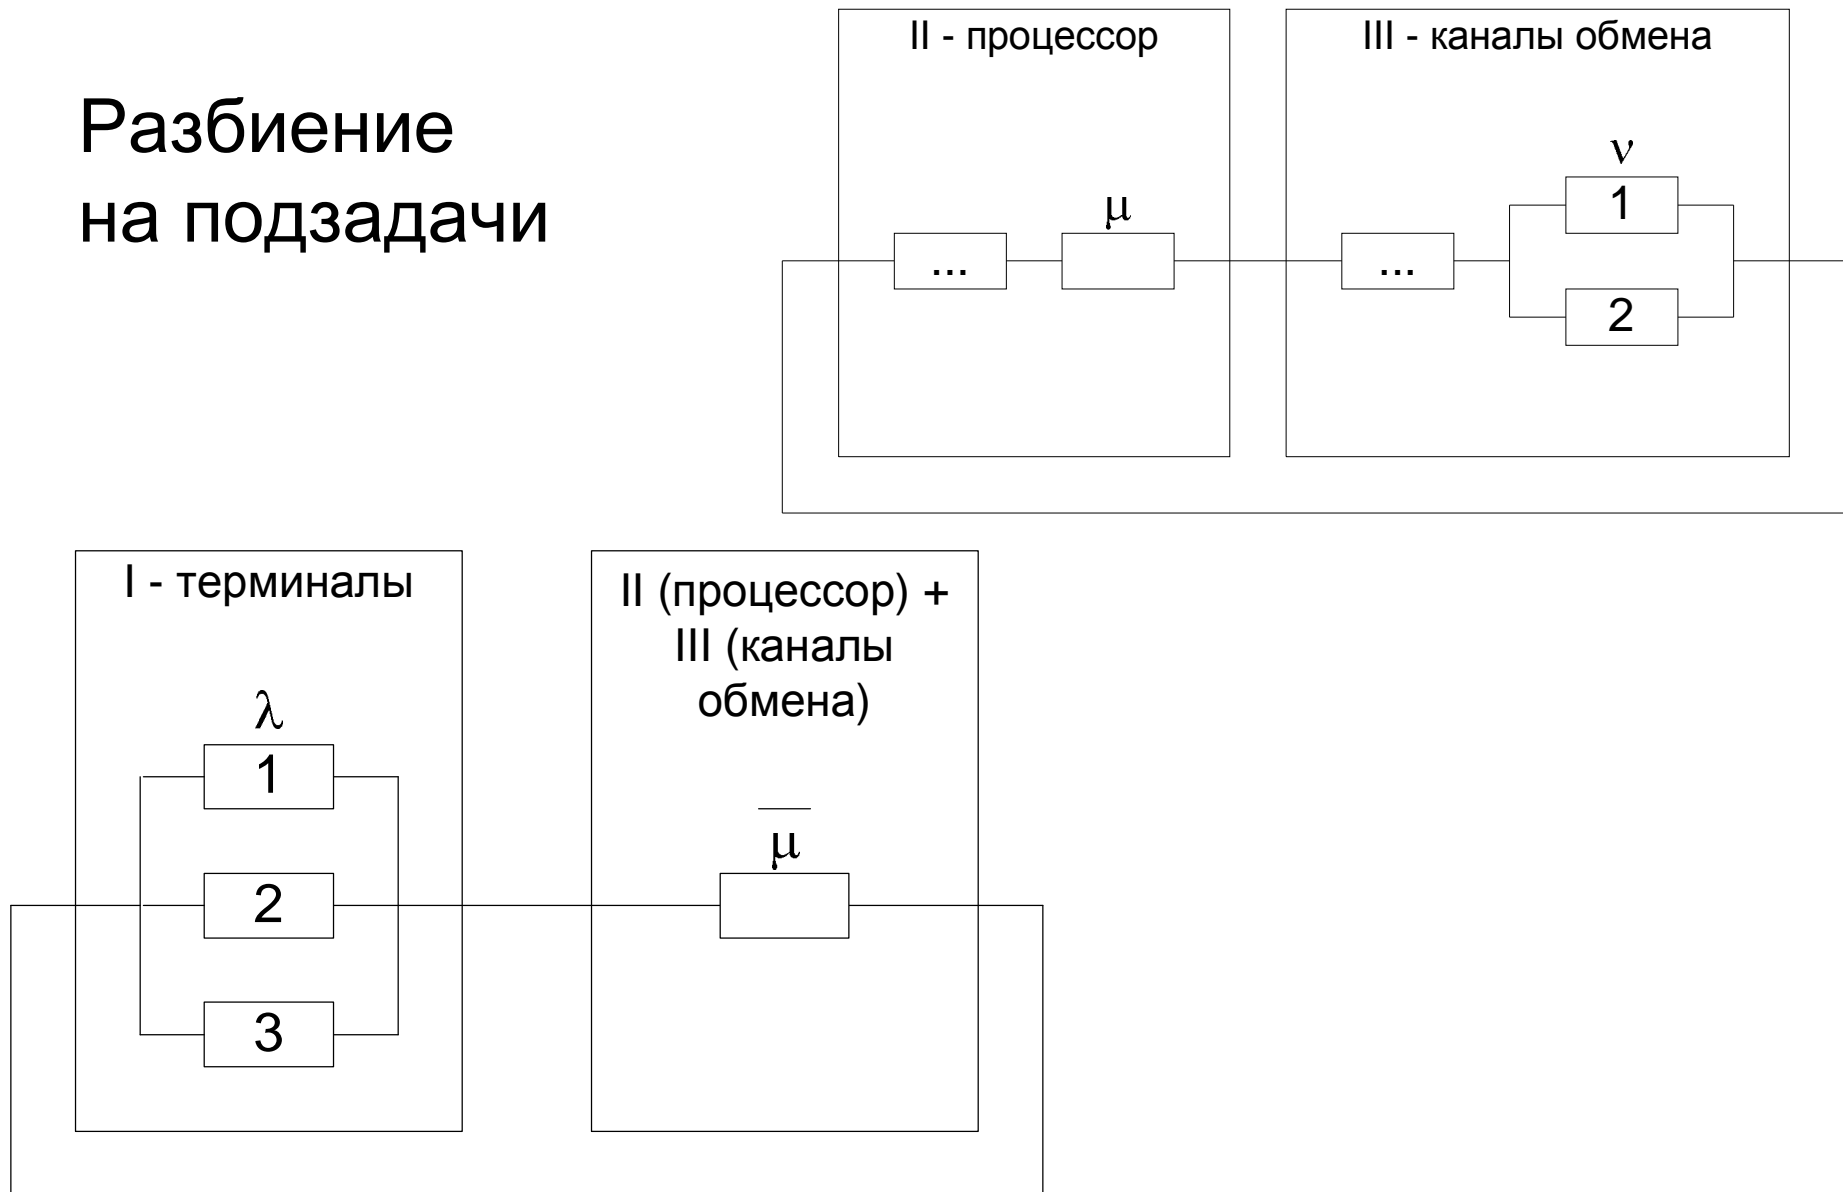 Разбиение
на подзадачи
II - процессор
III - каналы обмена
μ
...
ν
...
1
2
I - терминалы
λ
1
2
3
II (процессор) +
III (каналы
обмена)
μ̅